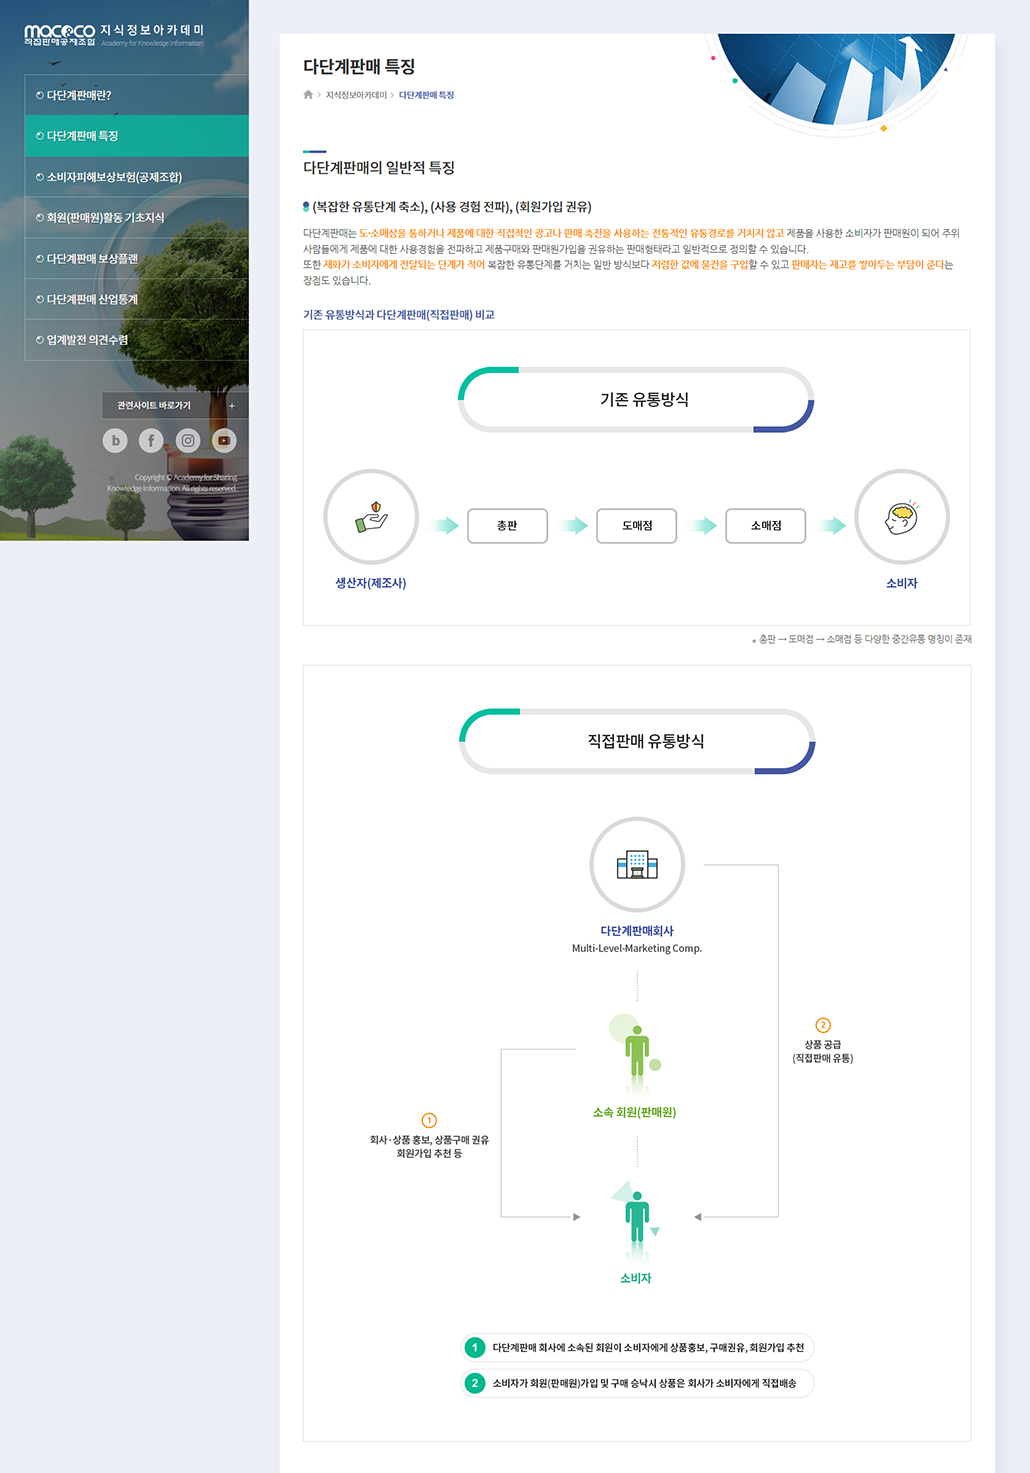 macco 지식정보아카데미
직접판매공제조합 Academy for Knowledge Information
다단계판매란?
다단계판매 특징
소비자피해보상보험(공제조합)
회원(판매원)활동 기초지식
다단계판매 보상플랜
다단계판매 산업통계
업계발전 의견수렴
관련사이트 바로가기 +
Copyright © Academy for Sharing
Knowledge Information. All rights reserved.
다단계판매 특징
> 지식정보아카데미 > 다단계판매 특징
다단계판매의 일반적 특징
(복잡한 유통단계 축소), (사용 경험 전파), (회원가입 권유)
다단계판매는 도·소매상을 통하거나 제품에 대한 직접적인 광고나 판매 촉진을 사용하는 전통적인 유통경로를 거치지 않고 제품을 사용한 소비자가 판매원이 되어 주위
사람들에게 제품에 대한 사용경험을 전파하고 제품구매와 판매원가입을 권유하는 판매형태라고 일반적으로 정의할 수 있습니다.
또한 재화가 소비자에게 전달되는 단계가 적어 복잡한 유통단계를 거치는 일반 방식보다 저렴한 값에 물건을 구입할 수 있고 판매자는 재고를 쌓아두는 부담이 준다는
장점도 있습니다.
기존 유통방식과 다단계판매(직접판매) 비교
기존 유통방식
총판
도매점
소매점
생산자(제조사)
소비자
* 총판 → 도매점 → 소매점 등 다양한 중간유통 명칭이 존재
직접판매 유통방식
다단계판매회사
Multi-Level-Marketing Comp.
2
상품 공급
(직접판매 유통)
소속 회원(판매원)
1
회사·상품 홍보, 상품구매 권유
회원가입 추천 등
소비자
1 다단계판매 회사에 소속된 회원이 소비자에게 상품홍보, 구매권유, 회원가입 추천
2 소비자가 회원(판매원)가입 및 구매 승낙시 상품은 회사가 소비자에게 직접배송